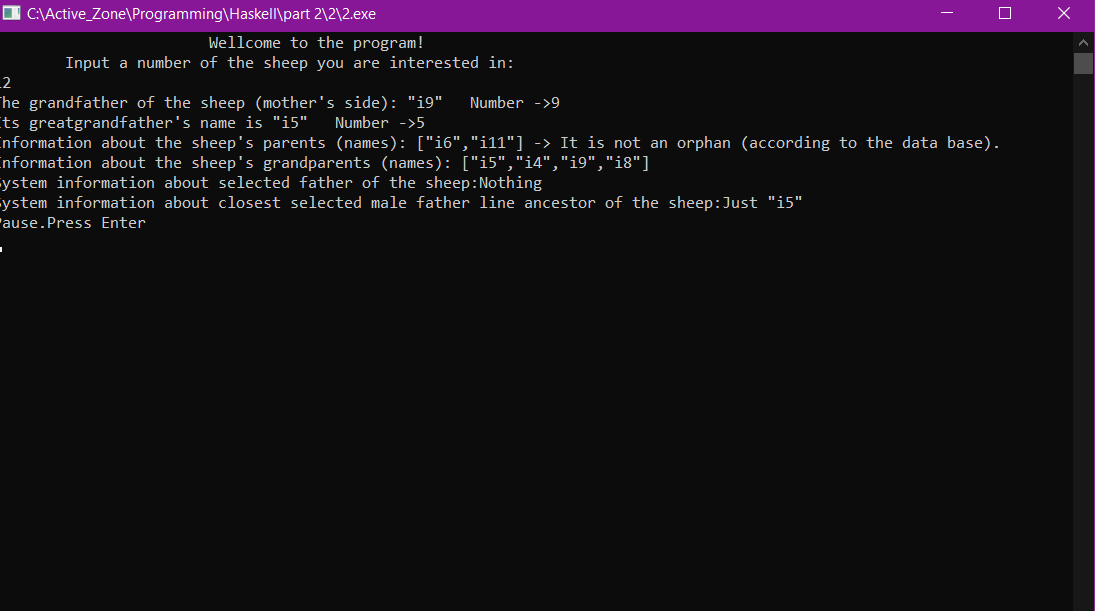 C:\Active_Zone\Programming\Haskell\part 2\2\2.exe
Wellcome to the program!
Input a number of the sheep you are interested in:
12
The grandfather of the sheep (mother's side): "i9"   Number ->9
Its greatgrandfather's name is "i5"   Number ->5
Information about the sheep's parents (names): ["i6","i11"] -> It is not an orphan (according to the data base).
Information about the sheep's grandparents (names): ["i5","i4","i9","i8"]
System information about selected father of the sheep:Nothing
System information about closest selected male father line ancestor of the sheep:Just "i5"
Pause.Press Enter